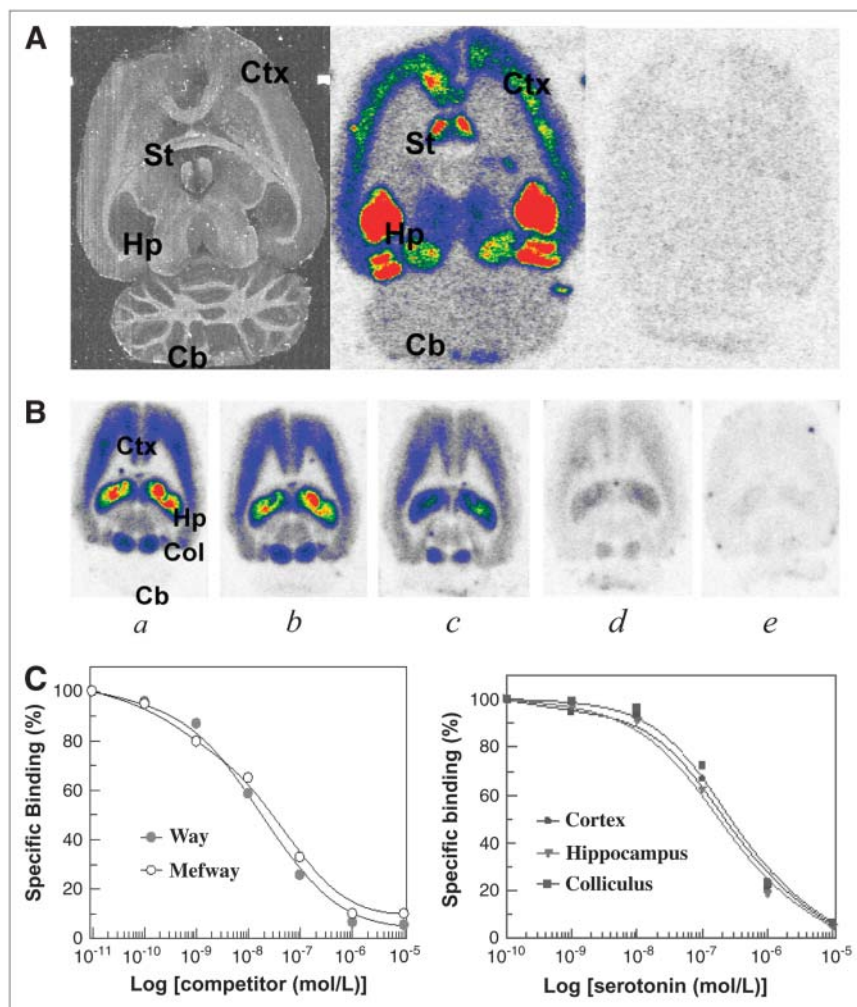 A
Ctx
St
Hp
Cb
Ctx
St
Hp
Cb
B
Ctx
Hp
Col
Cb
a b c d e
C
Specific Binding (%)
100
80
60
40
20
0
Way
Mefway
10⁻¹¹ 10⁻¹⁰ 10⁻⁹ 10⁻⁸ 10⁻⁷ 10⁻⁶ 10⁻⁵
Log [competitor (mol/L)]
Specific binding (%)
100
80
60
40
20
0
Cortex
Hippocampus
Colliculus
10⁻¹⁰ 10⁻⁹ 10⁻⁸ 10⁻⁷ 10⁻⁶ 10⁻⁵
Log [serotonin (mol/L)]